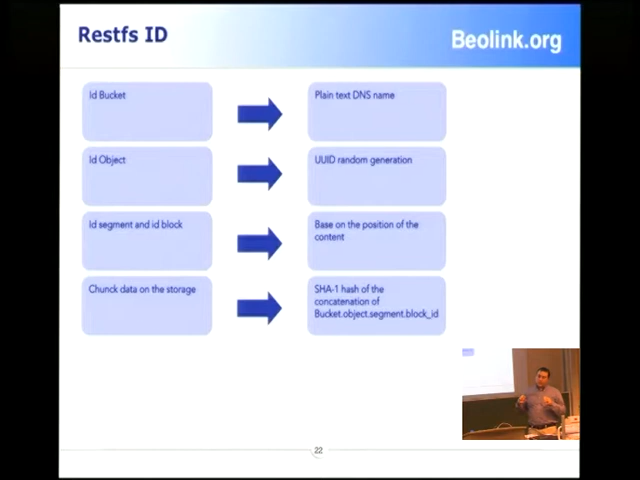 Restfs ID
Beolink.org
Id Bucket
Plain text DNS name
Id Object
UUID random generation
Id segment and id block
Base on the position of the
content
Chunck data on the storage
SHA-1 hash of the
concatenation of
Bucket.object.segment.block_id
22